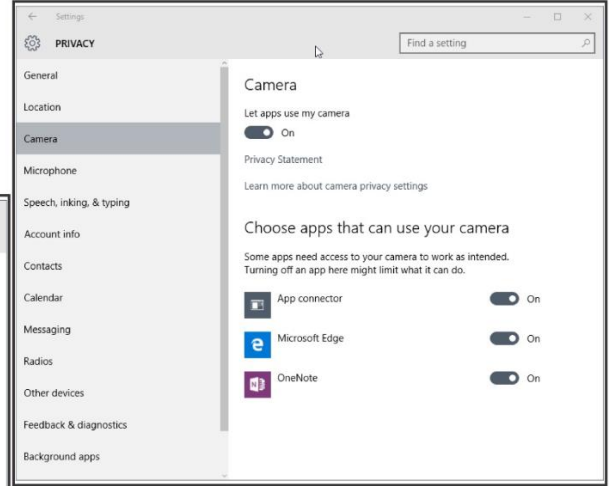 Settings
PRIVACY
Find a setting
General
Location
Camera
Microphone
Speech, inking, & typing
Account info
Contacts
Calendar
Messaging
Radios
Other devices
Feedback & diagnostics
Background apps
Camera
Let apps use my camera
On
Privacy Statement
Learn more about camera privacy settings
Choose apps that can use your camera
Some apps need access to your camera to work as intended.
Turning off an app here might limit what it can do.
App connector On
Microsoft Edge On
OneNote On